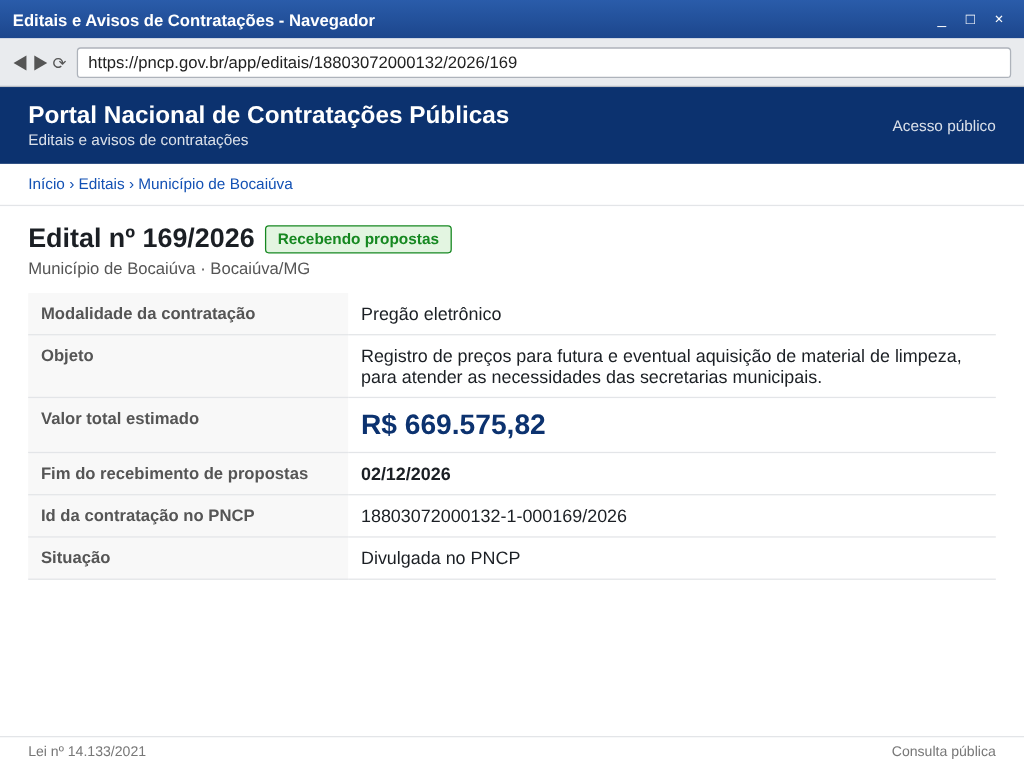 Editais e Avisos de Contratações - Navegador
https://pncp.gov.br/app/editais/18803072000132/2026/169
Portal Nacional de Contratações Públicas
Editais e avisos de contratações
Acesso público
Início › Editais › Município de Bocaiúva
Edital nº 169/2026
Recebendo propostas
Município de Bocaiúva · Bocaiúva/MG
Modalidade da contratação
Pregão eletrônico
Objeto
Registro de preços para futura e eventual aquisição de material de limpeza,
para atender as necessidades das secretarias municipais.
Valor total estimado
R$ 669.575,82
Fim do recebimento de propostas
02/12/2026
Id da contratação no PNCP
18803072000132-1-000169/2026
Situação
Divulgada no PNCP
Lei nº 14.133/2021
Consulta pública